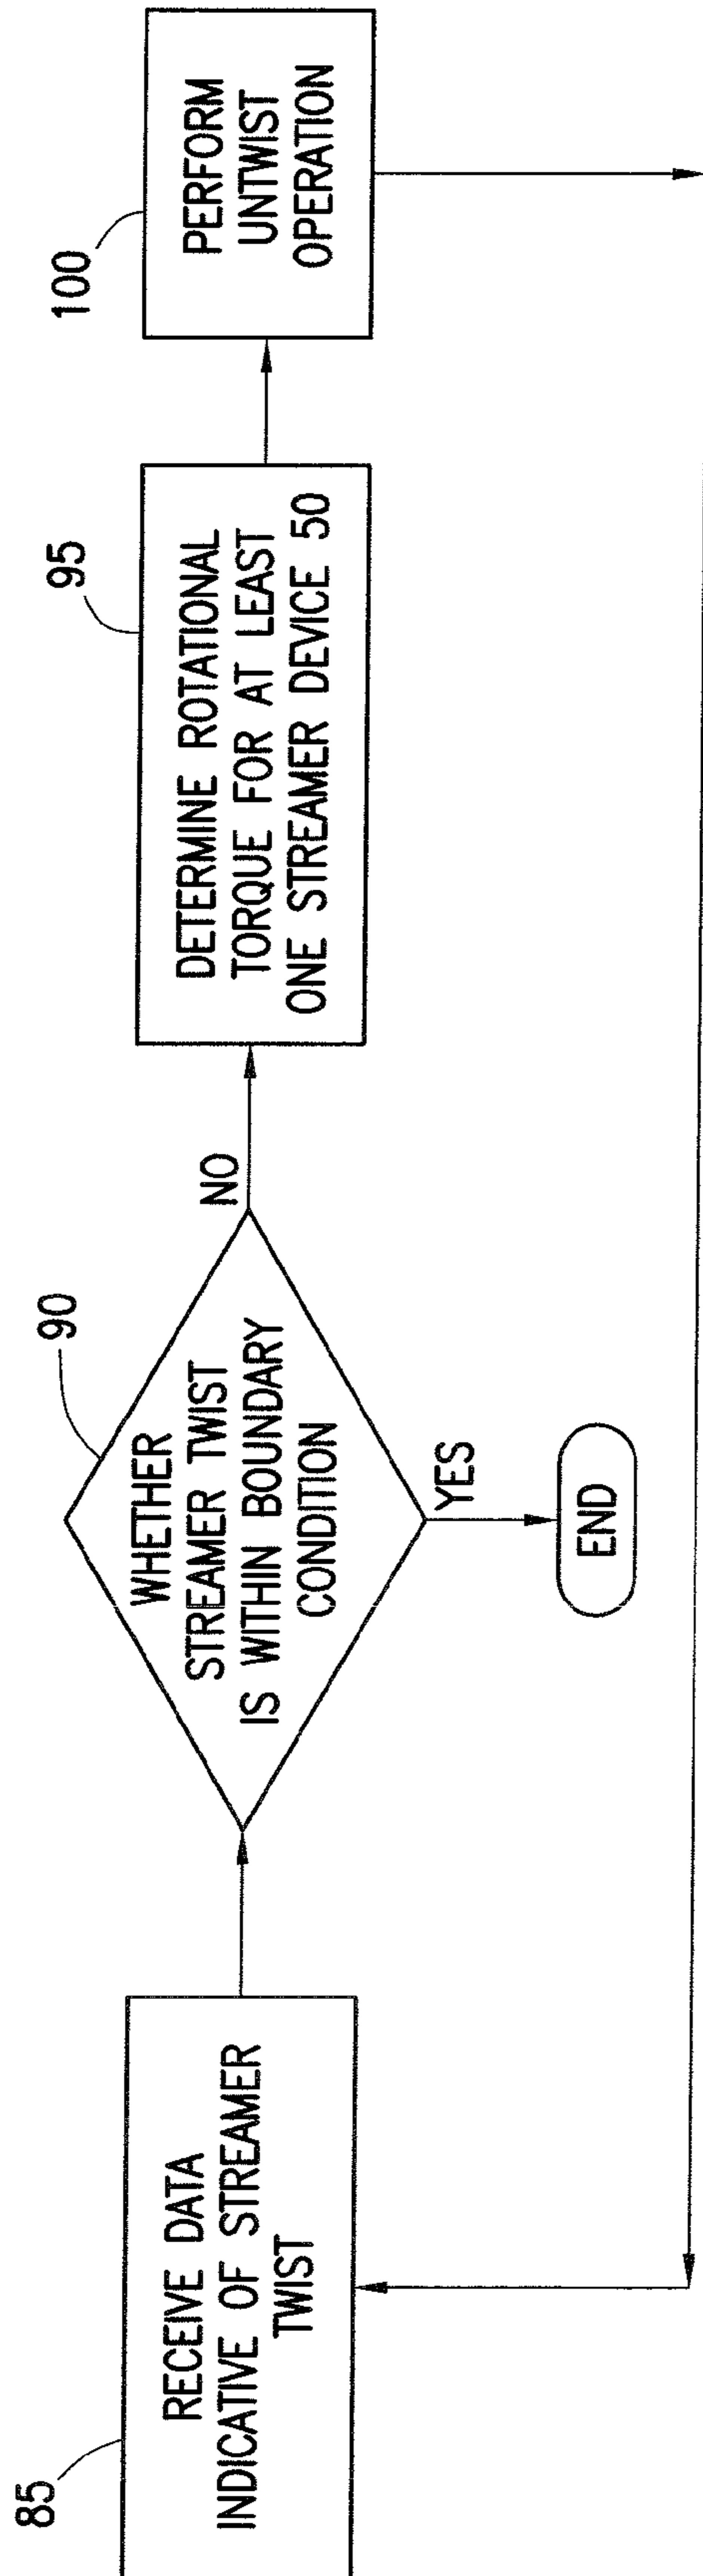 85
RECEIVE DATA
INDICATIVE OF STREAMER
TWIST
90
WHETHER
STREAMER TWIST
IS WITHIN BOUNDARY
CONDITION
YES
END
NO
95
DETERMINE ROTATIONAL
TORQUE FOR AT LEAST
ONE STREAMER DEVICE 50
100
PERFORM
UNTWIST
OPERATION